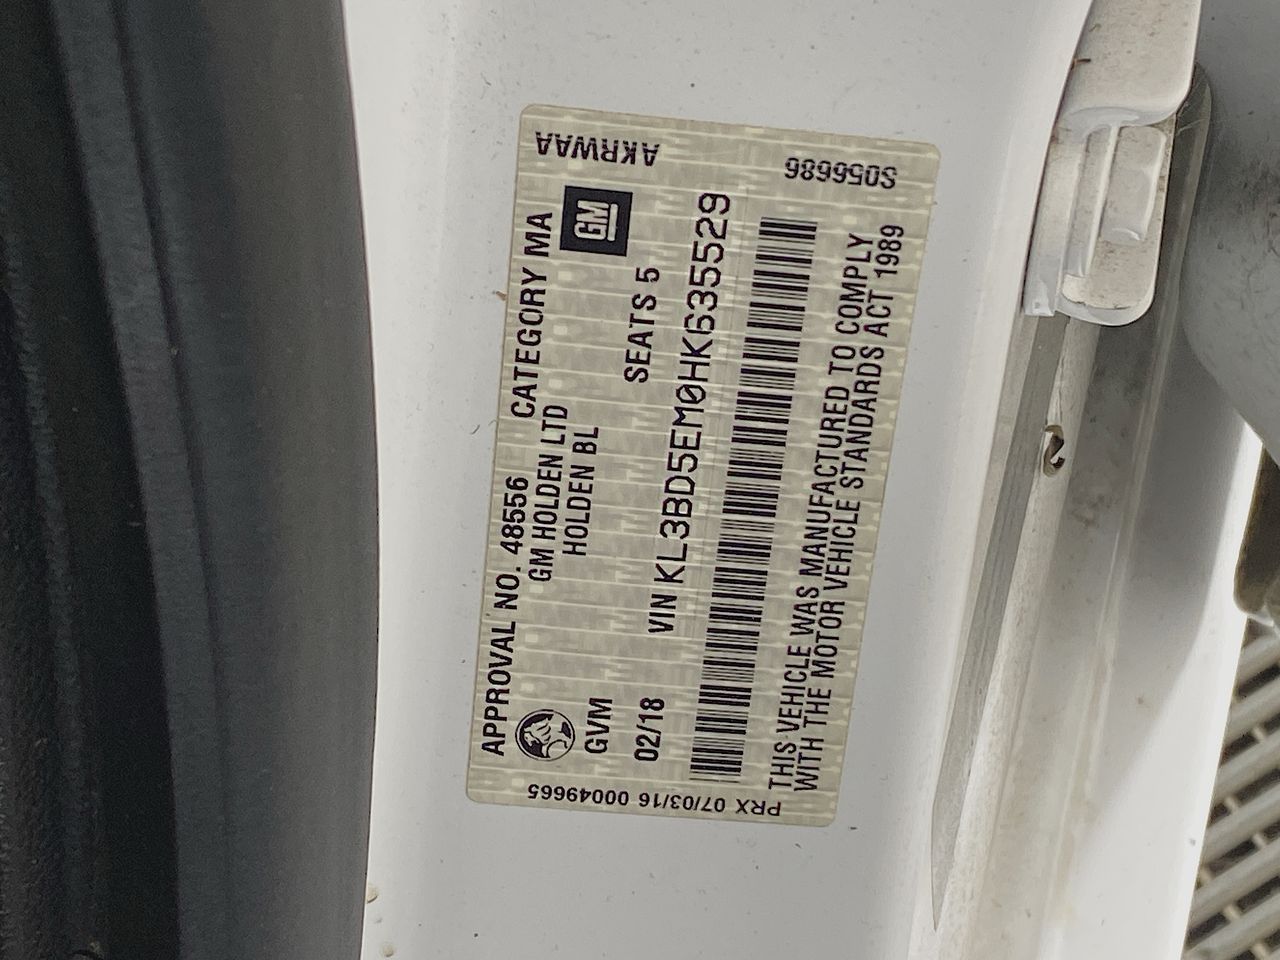 APPROVAL NO. 48556 CATEGORY MA
GM HOLDEN LTD
HOLDEN BL
GM
GVM SEATS 5
02/18 VIN KL3BD5EM0HK635529
THIS VEHICLE WAS MANUFACTURED TO COMPLY
WITH THE MOTOR VEHICLE STANDARDS ACT 1989
PRX 07/03/16 00049665
AKRWAA
S056686